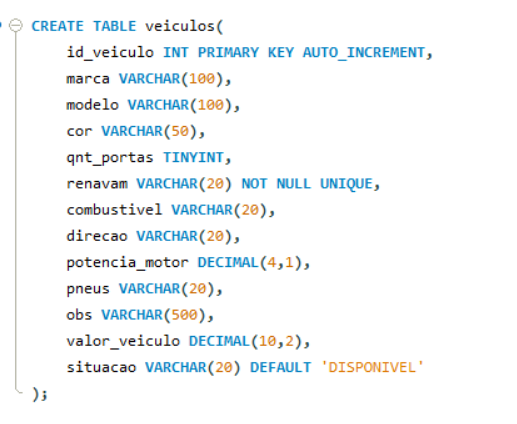 CREATE TABLE veiculos(
id_veiculo INT PRIMARY KEY AUTO_INCREMENT,
marca VARCHAR(100),
modelo VARCHAR(100),
cor VARCHAR(50),
qnt_portas TINYINT,
renavam VARCHAR(20) NOT NULL UNIQUE,
combustivel VARCHAR(20),
direcao VARCHAR(20),
potencia_motor DECIMAL(4,1),
pneus VARCHAR(20),
obs VARCHAR(500),
valor_veiculo DECIMAL(10,2),
situacao VARCHAR(20) DEFAULT 'DISPONIVEL'
);